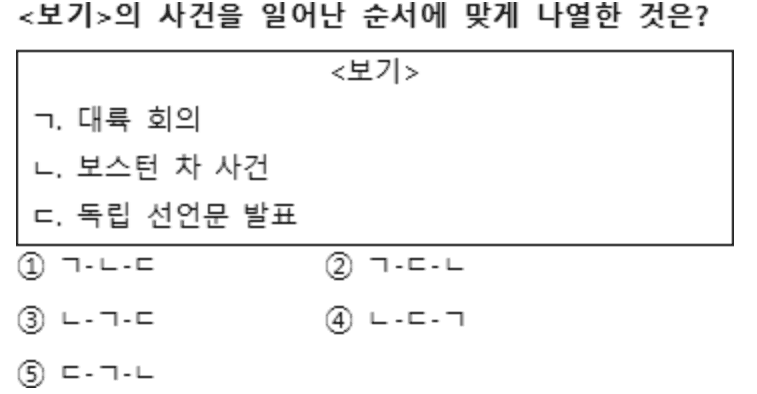 <보기>의 사건을 일어난 순서에 맞게 나열한 것은?
<보기>
ㄱ. 대륙 회의
ㄴ. 보스턴 차 사건
ㄷ. 독립 선언문 발표
① ㄱ-ㄴ-ㄷ ② ㄱ-ㄷ-ㄴ
③ ㄴ-ㄱ-ㄷ ④ ㄴ-ㄷ-ㄱ
⑤ ㄷ-ㄱ-ㄴ